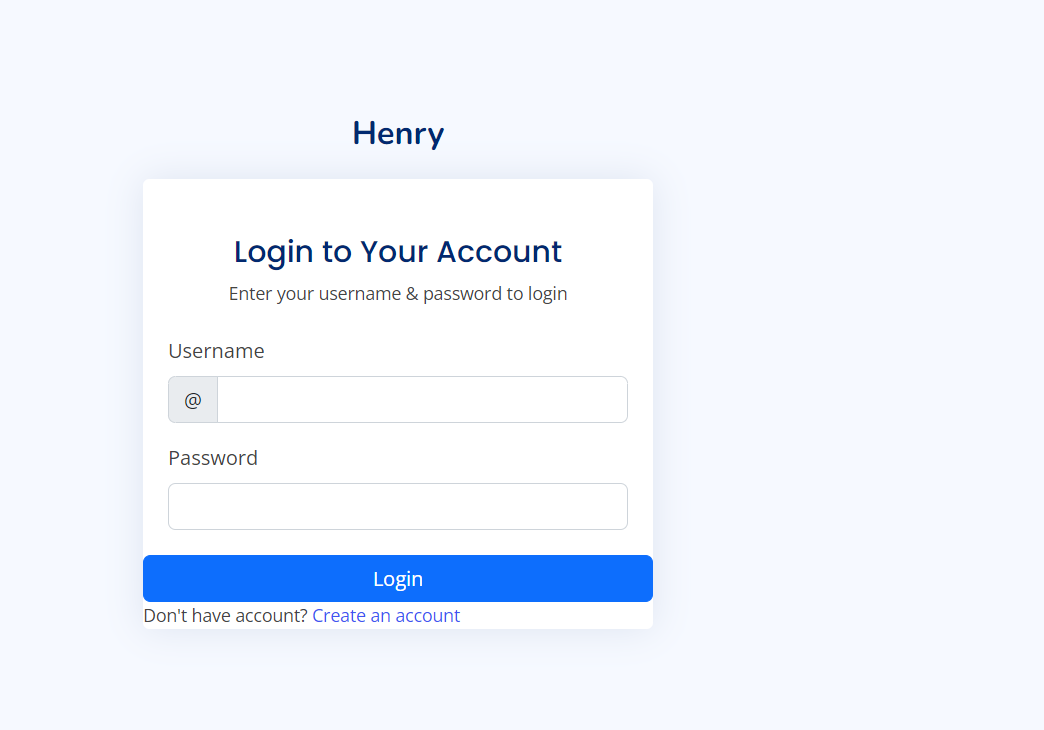 Henry
Login to Your Account
Enter your username & password to login
Username
@
Password
Login
Don't have account? Create an account